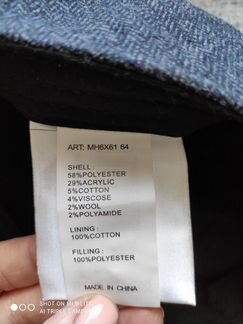 ART: MH6X61 64
SHELL :
58%POLYESTER
29%ACRYLIC
5%COTTON
4%VISCOSE
2%WOOL
2%POLYAMIDE
LINING :
100%COTTON
FILLING :
100%POLYESTER
MADE IN CHINA
SHOT ON
AI TRIPLE CAMERA